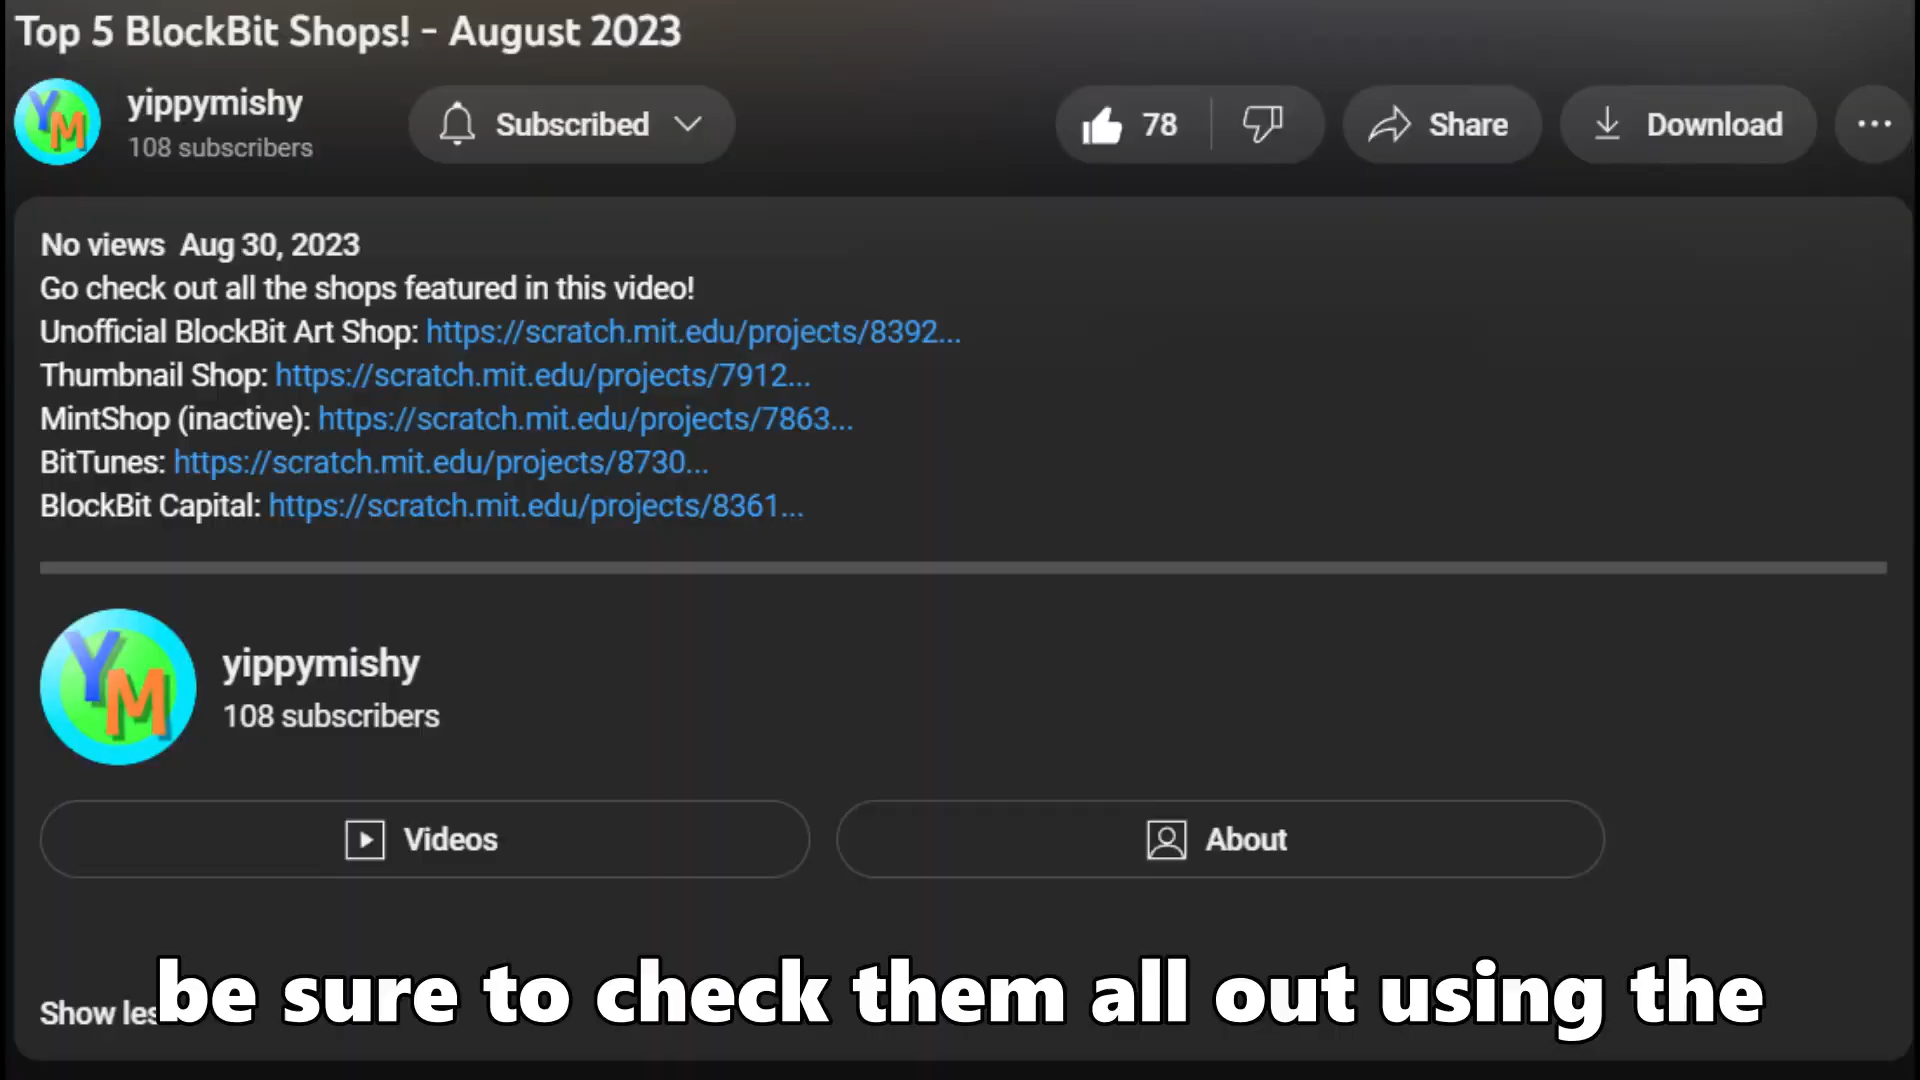 Top 5 BlockBit Shops! - August 2023
YM
yippymishy
108 subscribers
Subscribed
78
Share
Download
No views Aug 30, 2023
Go check out all the shops featured in this video!
Unofficial BlockBit Art Shop: https://scratch.mit.edu/projects/8392...
Thumbnail Shop: https://scratch.mit.edu/projects/7912...
MintShop (inactive): https://scratch.mit.edu/projects/7863...
BitTunes: https://scratch.mit.edu/projects/8730...
BlockBit Capital: https://scratch.mit.edu/projects/8361...
YM
yippymishy
108 subscribers
Videos
About
Show les
be sure to check them all out using the